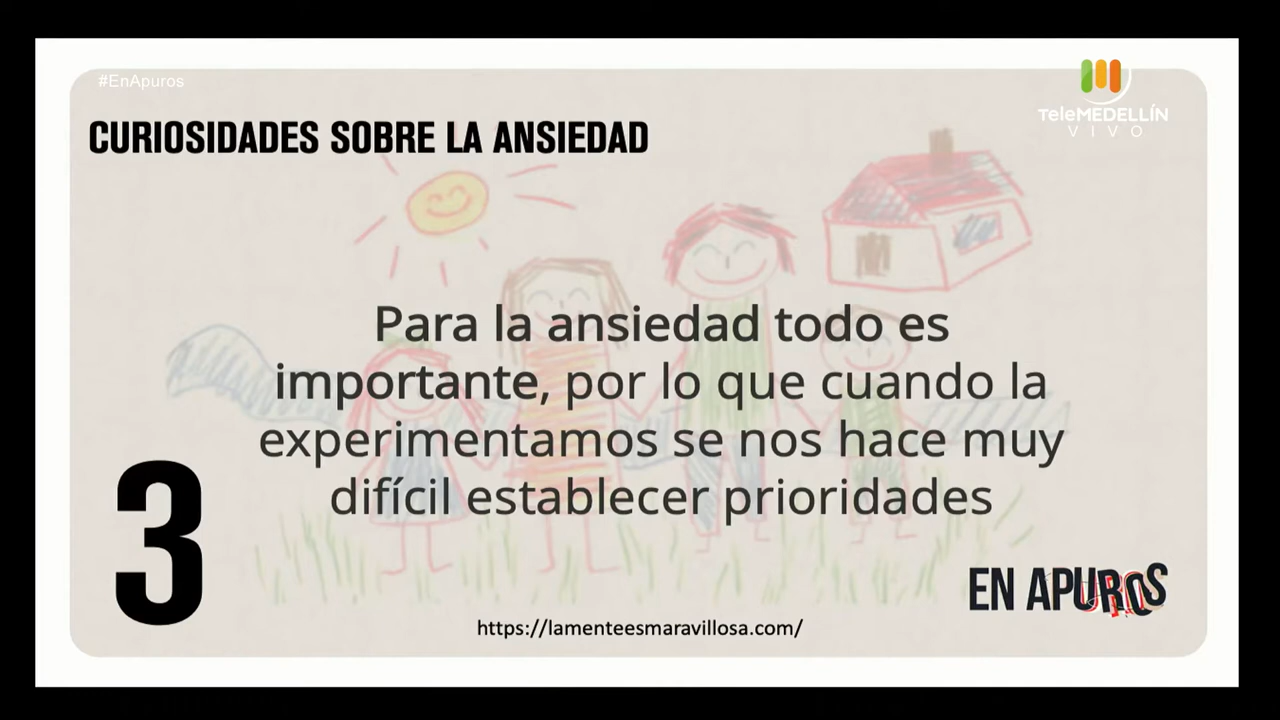 #EnApuros
TeleMEDELLÍN
VIVO
CURIOSIDADES SOBRE LA ANSIEDAD
Para la ansiedad todo es
importante, por lo que cuando la
experimentamos se nos hace muy
difícil establecer prioridades
3
EN APUROS
https://lamenteesmaravillosa.com/